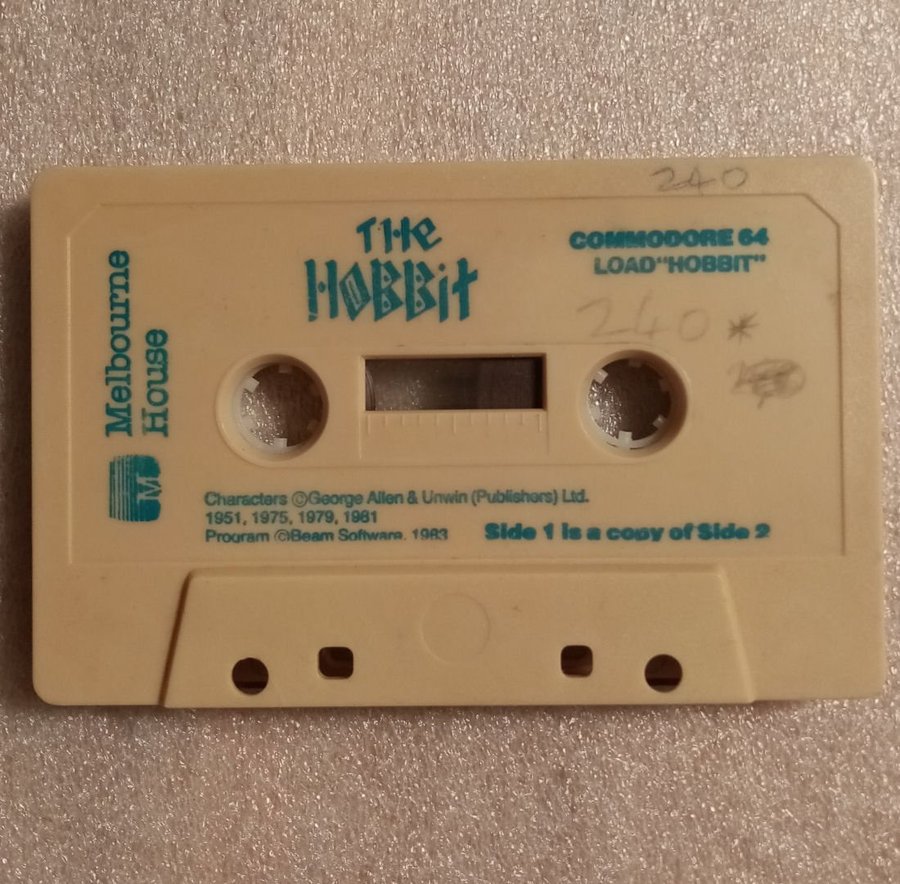 240
THE
HOBBIT
COMMODORE 64
LOAD"HOBBIT"
240 *
Melbourne
House
M
Characters ©George Allen & Unwin (Publishers) Ltd.
1951, 1975, 1979, 1981
Program ©Beam Software, 1983
Side 1 is a copy of Side 2